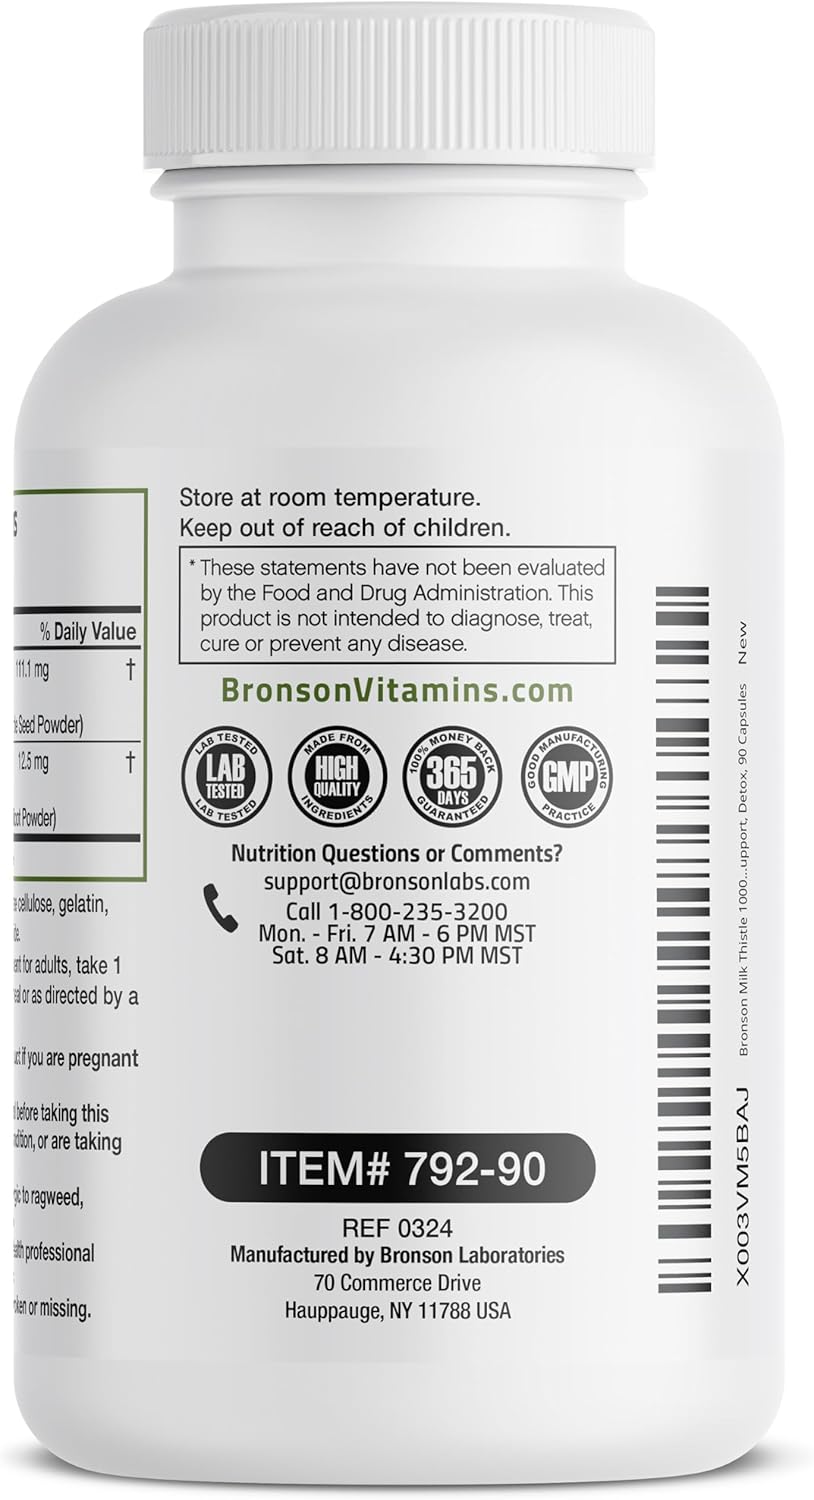 % Daily Value
111.1 mg †
Seed Powder)
12.5 mg †
Powder)
cellulose, gelatin,
for adults, take 1
or as directed by a
if you are pregnant
before taking this
or are taking
to ragweed,
professional
or missing.
Store at room temperature.
Keep out of reach of children.
* These statements have not been evaluated
by the Food and Drug Administration. This
product is not intended to diagnose, treat,
cure or prevent any disease.
BronsonVitamins.com
LAB TESTED
LAB
TESTED
LAB TESTED
MADE FROM
HIGH
QUALITY
INGREDIENTS
100% MONEY BACK
365
DAYS
GUARANTEED
GOOD MANUFACTURING
GMP
PRACTICE
Nutrition Questions or Comments?
support@bronsonlabs.com
Call 1-800-235-3200
Mon. - Fri. 7 AM - 6 PM MST
Sat. 8 AM - 4:30 PM MST
ITEM# 792-90
REF 0324
Manufactured by Bronson Laboratories
70 Commerce Drive
Hauppauge, NY 11788 USA
X003VM5BAJ
Bronson Milk Thistle 1000...upport, Detox, 90 Capsules
New